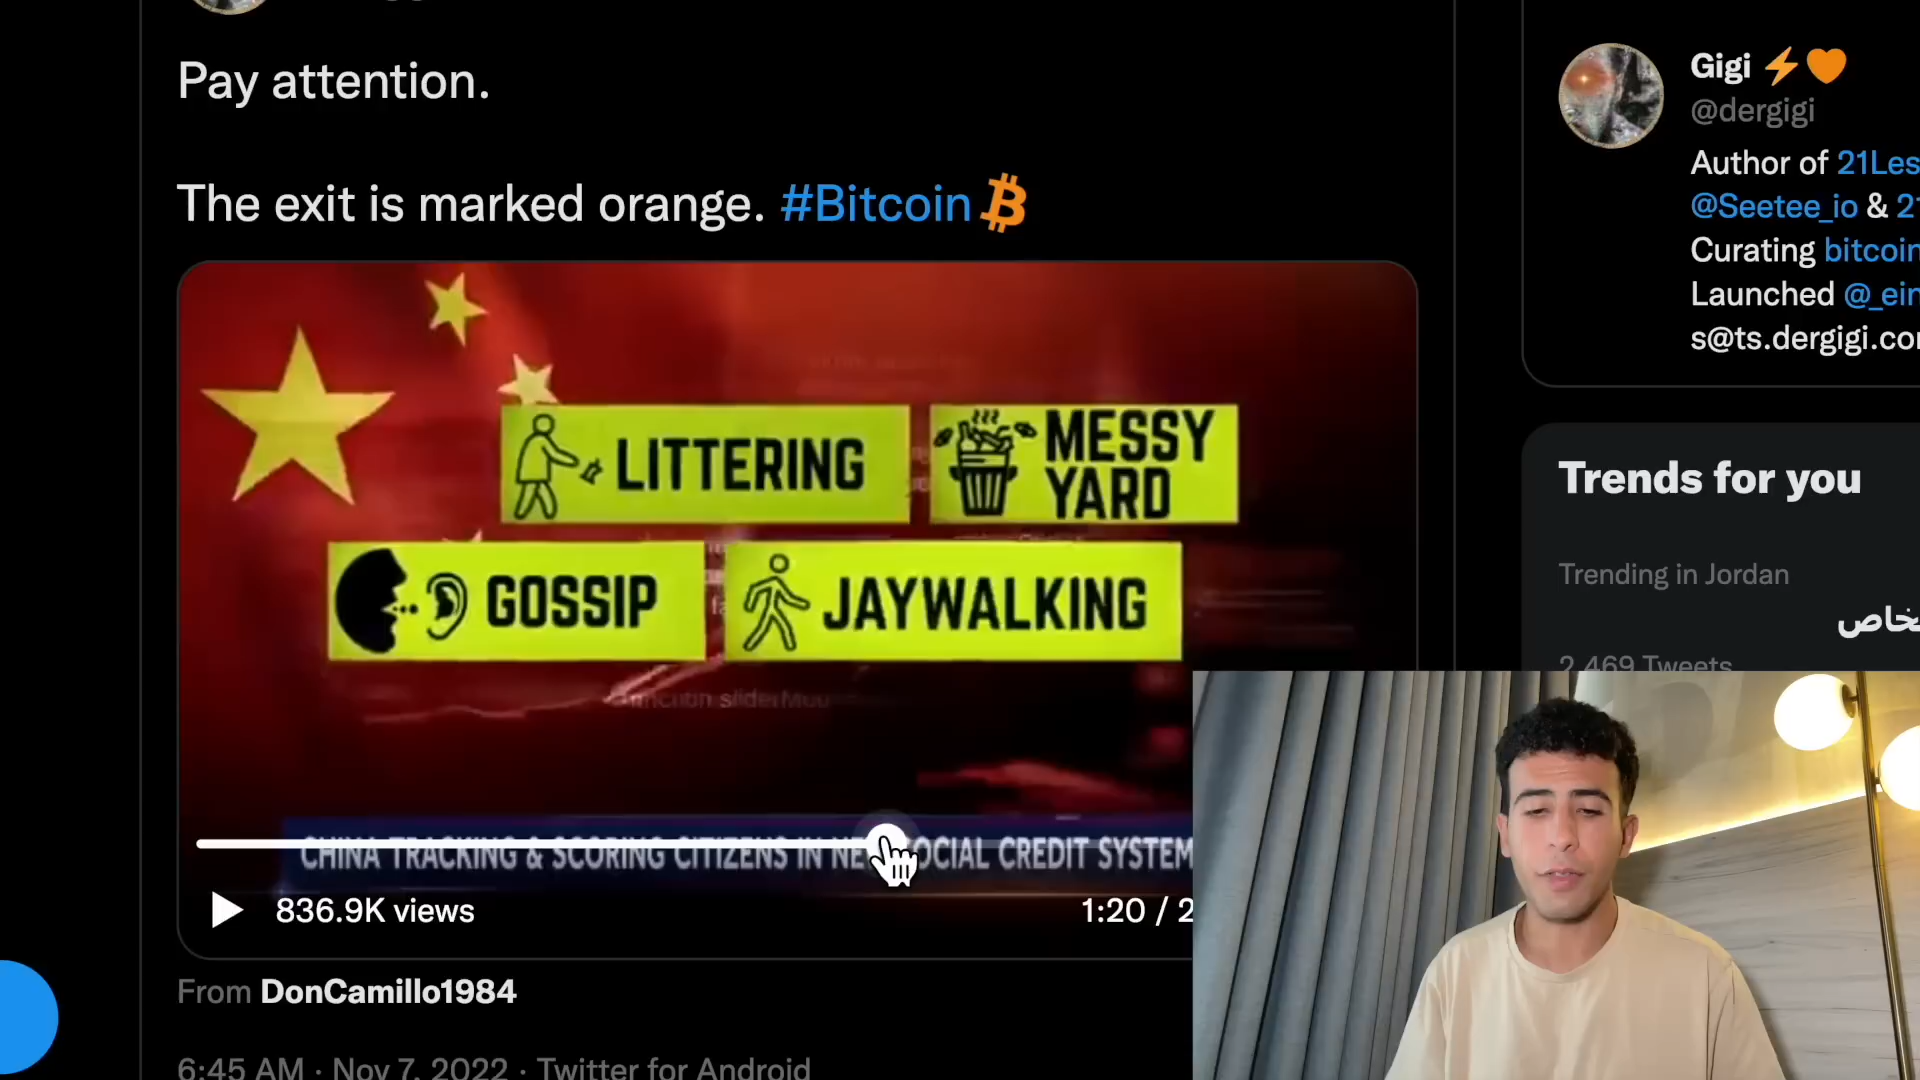 Pay attention.
The exit is marked orange. #Bitcoin
LITTERING
MESSY
YARD
GOSSIP
JAYWALKING
CHINA TRACKING & SCORING CITIZENS IN NE OCIAL CREDIT SYSTEM
836.9K views
1:20 / 2
From DonCamillo1984
6:45 AM · Nov 7, 2022 · Twitter for Android
Gigi
@dergigi
Author of 21Les
@Seetee_io & 2
Curating bitcoin
Launched @_ein
s@ts.dergigi.co
Trends for you
Trending in Jordan
2,469 Tweets